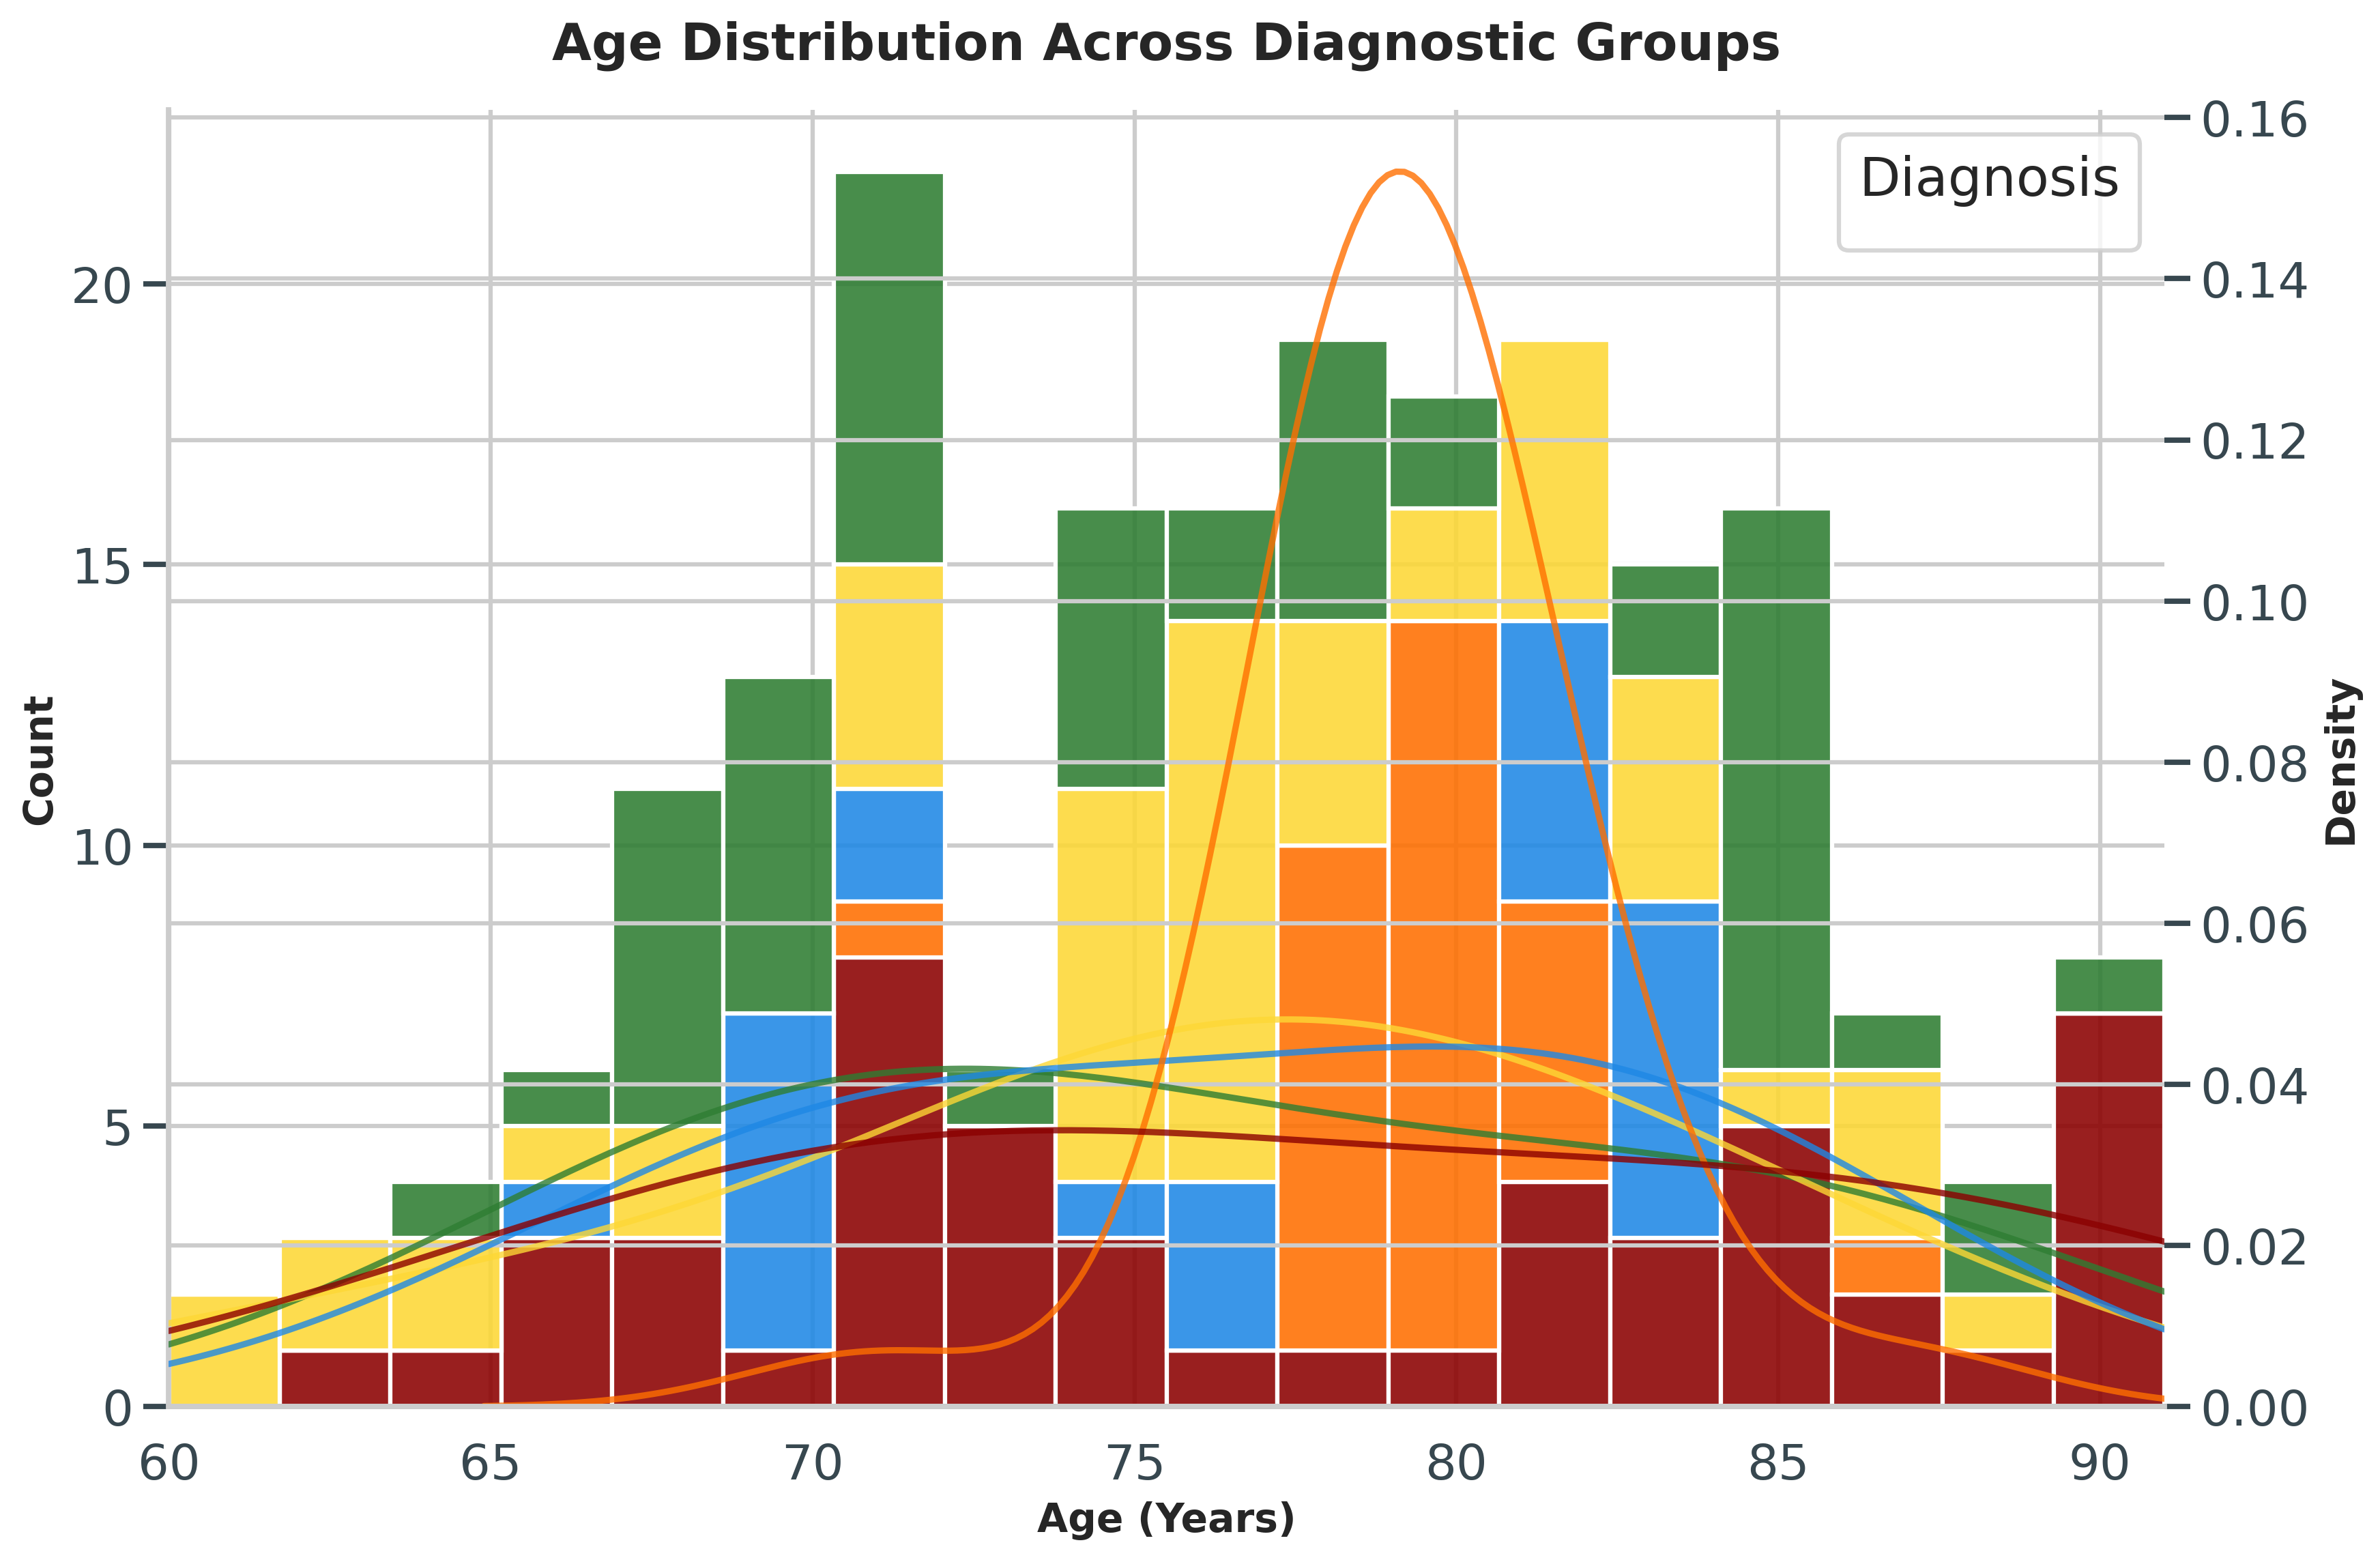 Age Distribution Across Diagnostic Groups
Diagnosis
Count
20
15
10
5
0
0.16
0.14
0.12
0.10
0.08
0.06
0.04
0.02
0.00
Density
60 65 70 75 80 85 90
Age (Years)